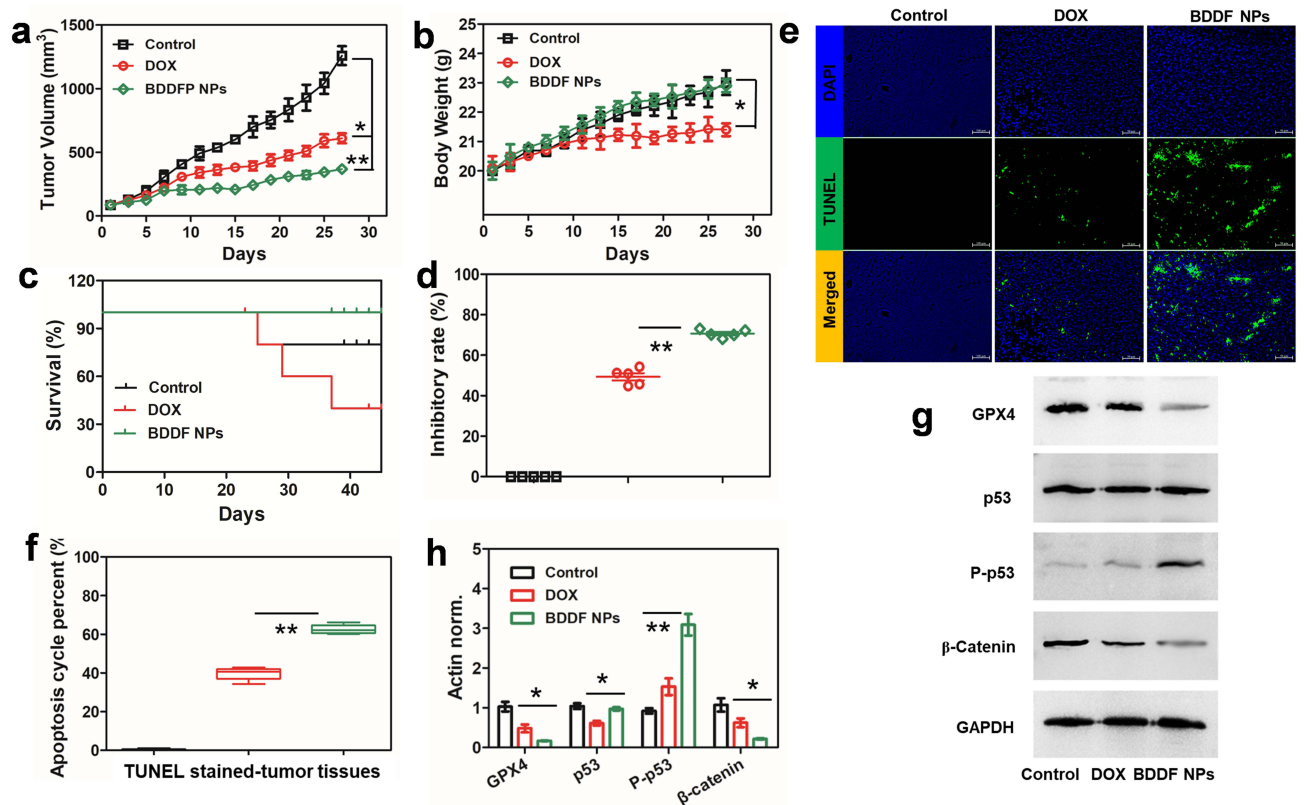 a
Tumor Volume (mm³)
1500
1000
500
0
0 5 10 15 20 25 30
Days
Control
DOX
BDDFP NPs
*
**
b
Body Weight (g)
25
24
23
22
21
20
0 5 10 15 20 25 30
Days
Control
DOX
BDDF NPs
*
c
Survival (%)
120
90
60
30
0
0 10 20 30 40
Days
Control
DOX
BDDF NPs
d
Inhibitory rate (%)
100
80
60
40
20
0
**
e
Control DOX BDDF NPs
DAPI
TUNEL
Merged
f
Apoptosis cycle percent (%
100
80
60
40
20
0
**
TUNEL stained-tumor tissues
g
GPX4
p53
P-p53
β-Catenin
GAPDH
Control DOX BDDF NPs
h
Actin norm.
5
4
3
2
1
0
Control
DOX
BDDF NPs
*
*
**
*
GPX4
p53
P-p53
β-catenin